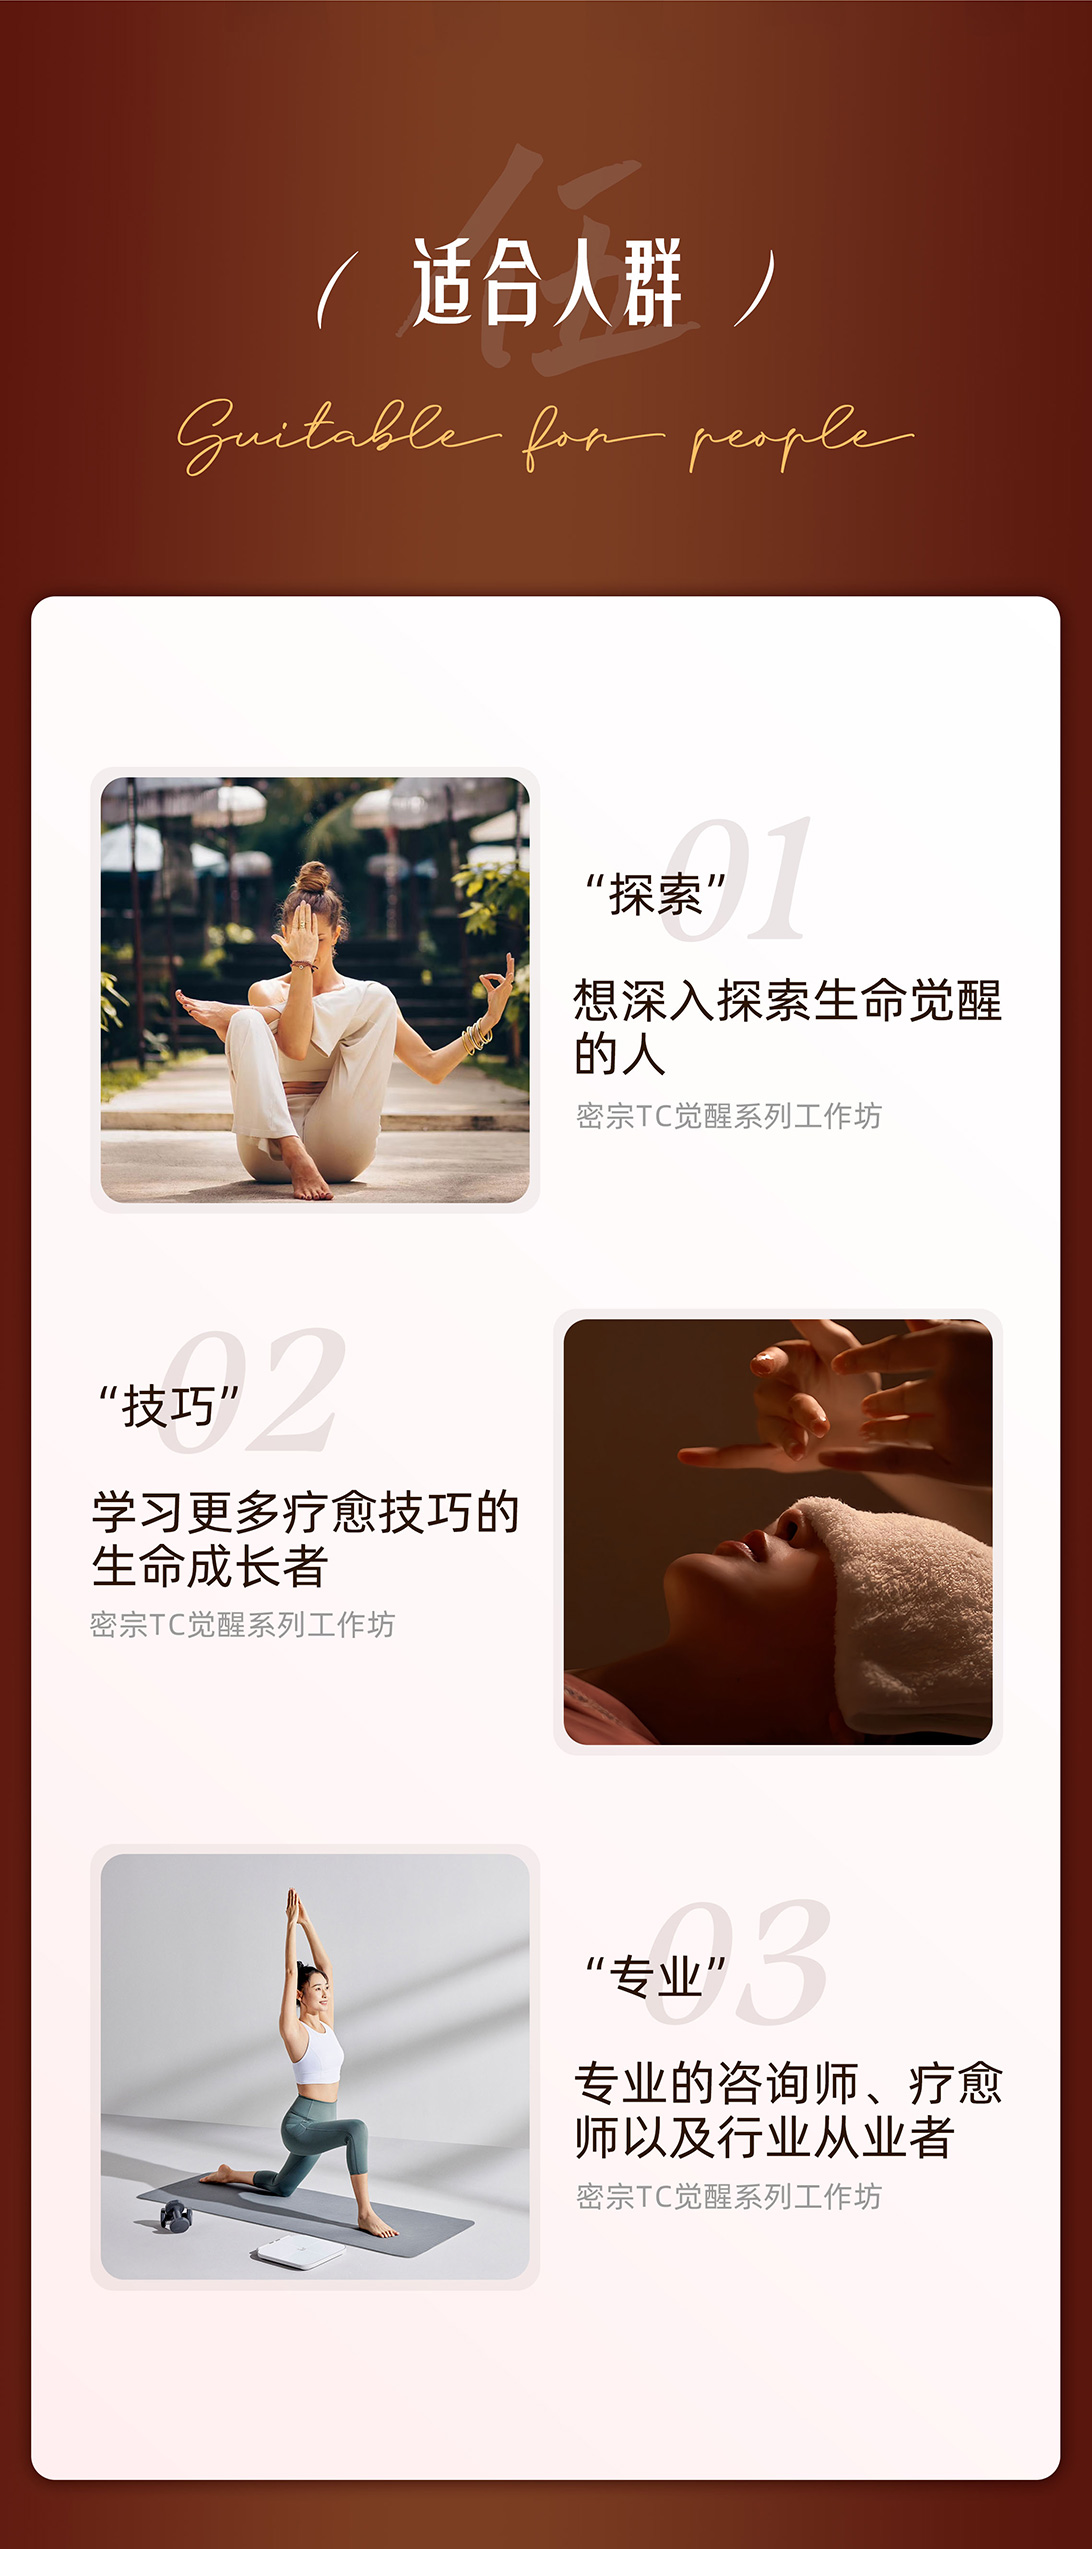 伍
(适合人群)
Suitable for people
01
“探索”
想深入探索生命觉醒
的人
密宗TC觉醒系列工作坊
02
“技巧”
学习更多疗愈技巧的
生命成长者
密宗TC觉醒系列工作坊
03
“专业”
专业的咨询师、疗愈
师以及行业从业者
密宗TC觉醒系列工作坊